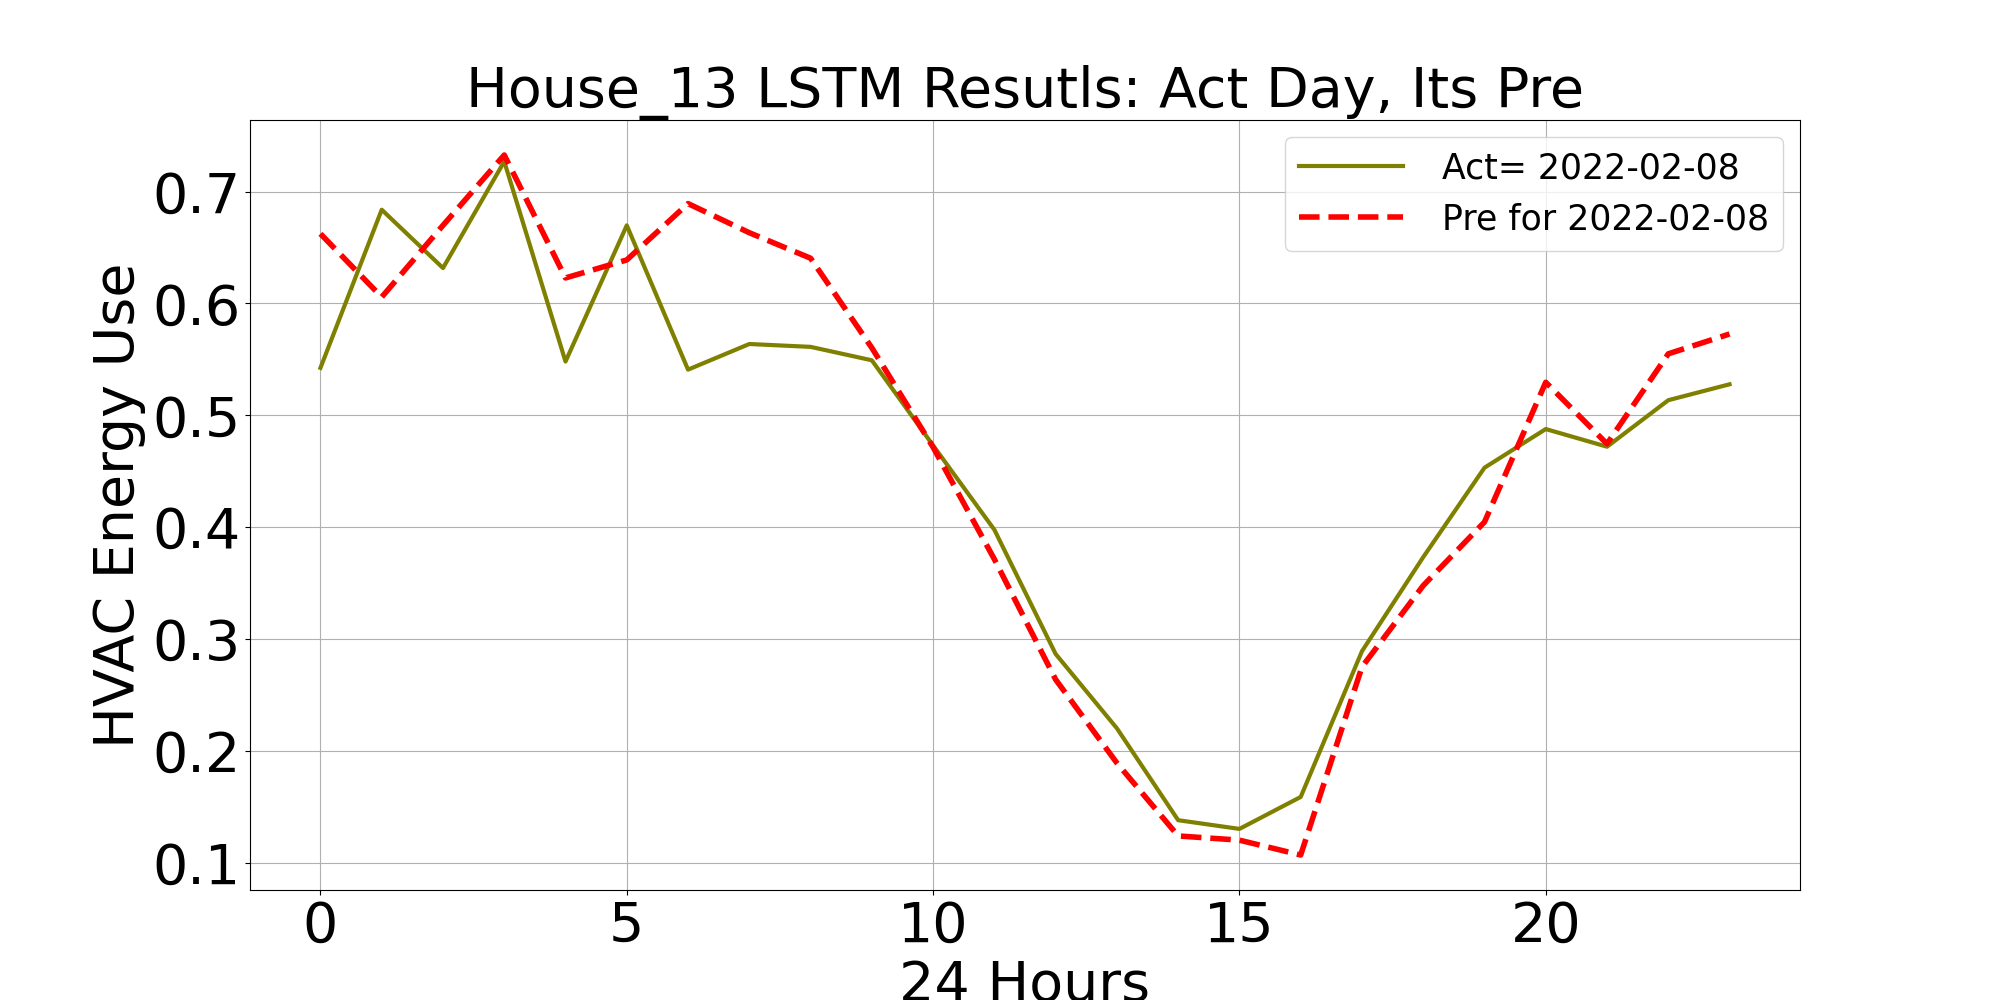 House_13 LSTM Resutls: Act Day, Its Pre
Act= 2022-02-08
Pre for 2022-02-08
HVAC Energy Use
0.7
0.6
0.5
0.4
0.3
0.2
0.1
0 5 10 15 20
24 Hours